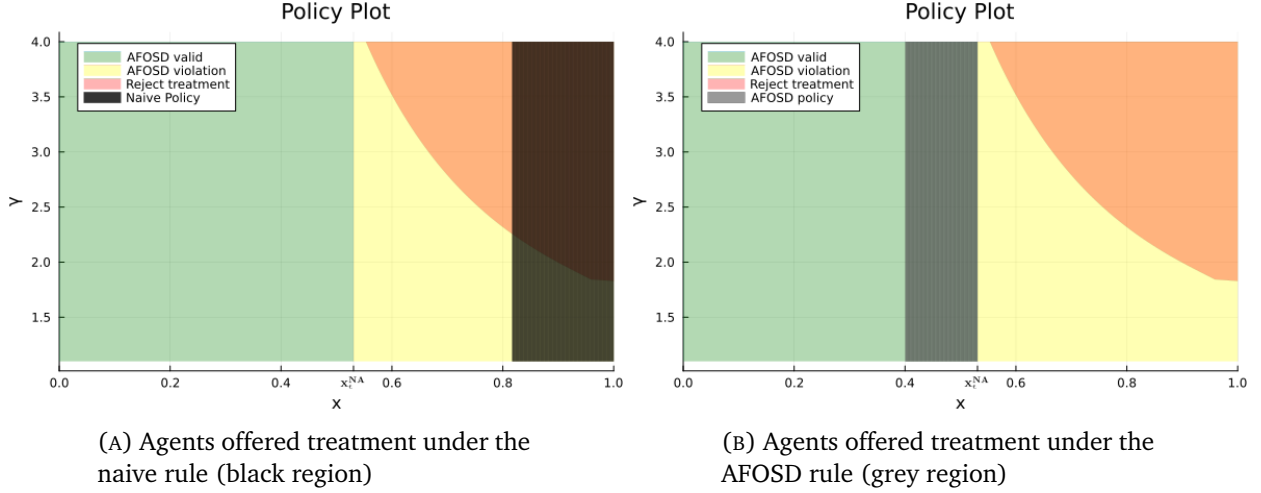 Policy Plot
4.0
3.5
3.0
2.5
2.0
1.5
γ
AFOSD valid
AFOSD violation
Reject treatment
Naive Policy
0.0 0.2 0.4 x_ε^NA 0.6 0.8 1.0
x
(A) Agents offered treatment under the
naive rule (black region)
Policy Plot
4.0
3.5
3.0
2.5
2.0
1.5
γ
AFOSD valid
AFOSD violation
Reject treatment
AFOSD policy
0.0 0.2 0.4 x_ε^NA 0.6 0.8 1.0
x
(B) Agents offered treatment under the
AFOSD rule (grey region)